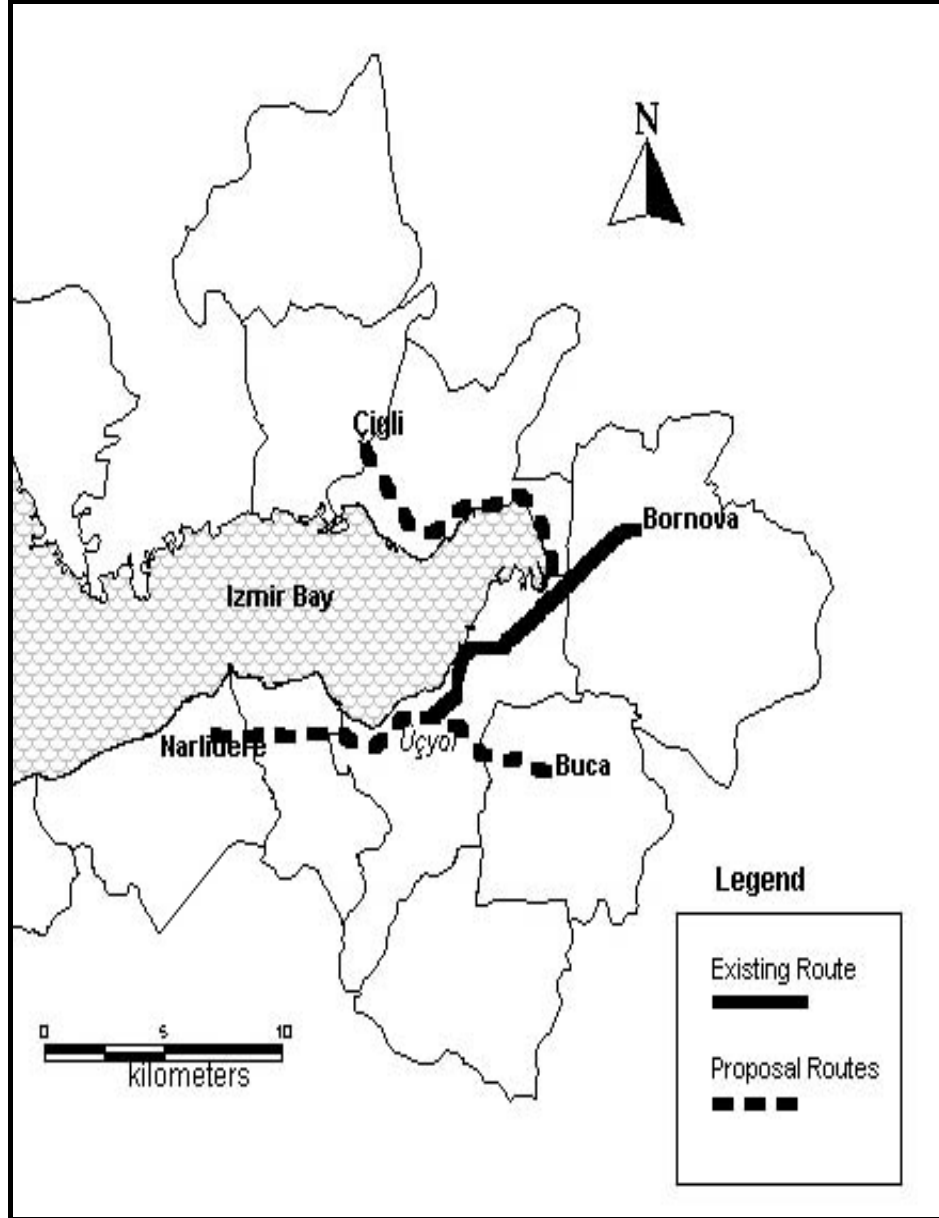 N
Çigli
Bornova
Izmir Bay
Narlidere
Üçyol
Buca
Legend
Existing Route
Proposal Routes
0 5 10
kilometers